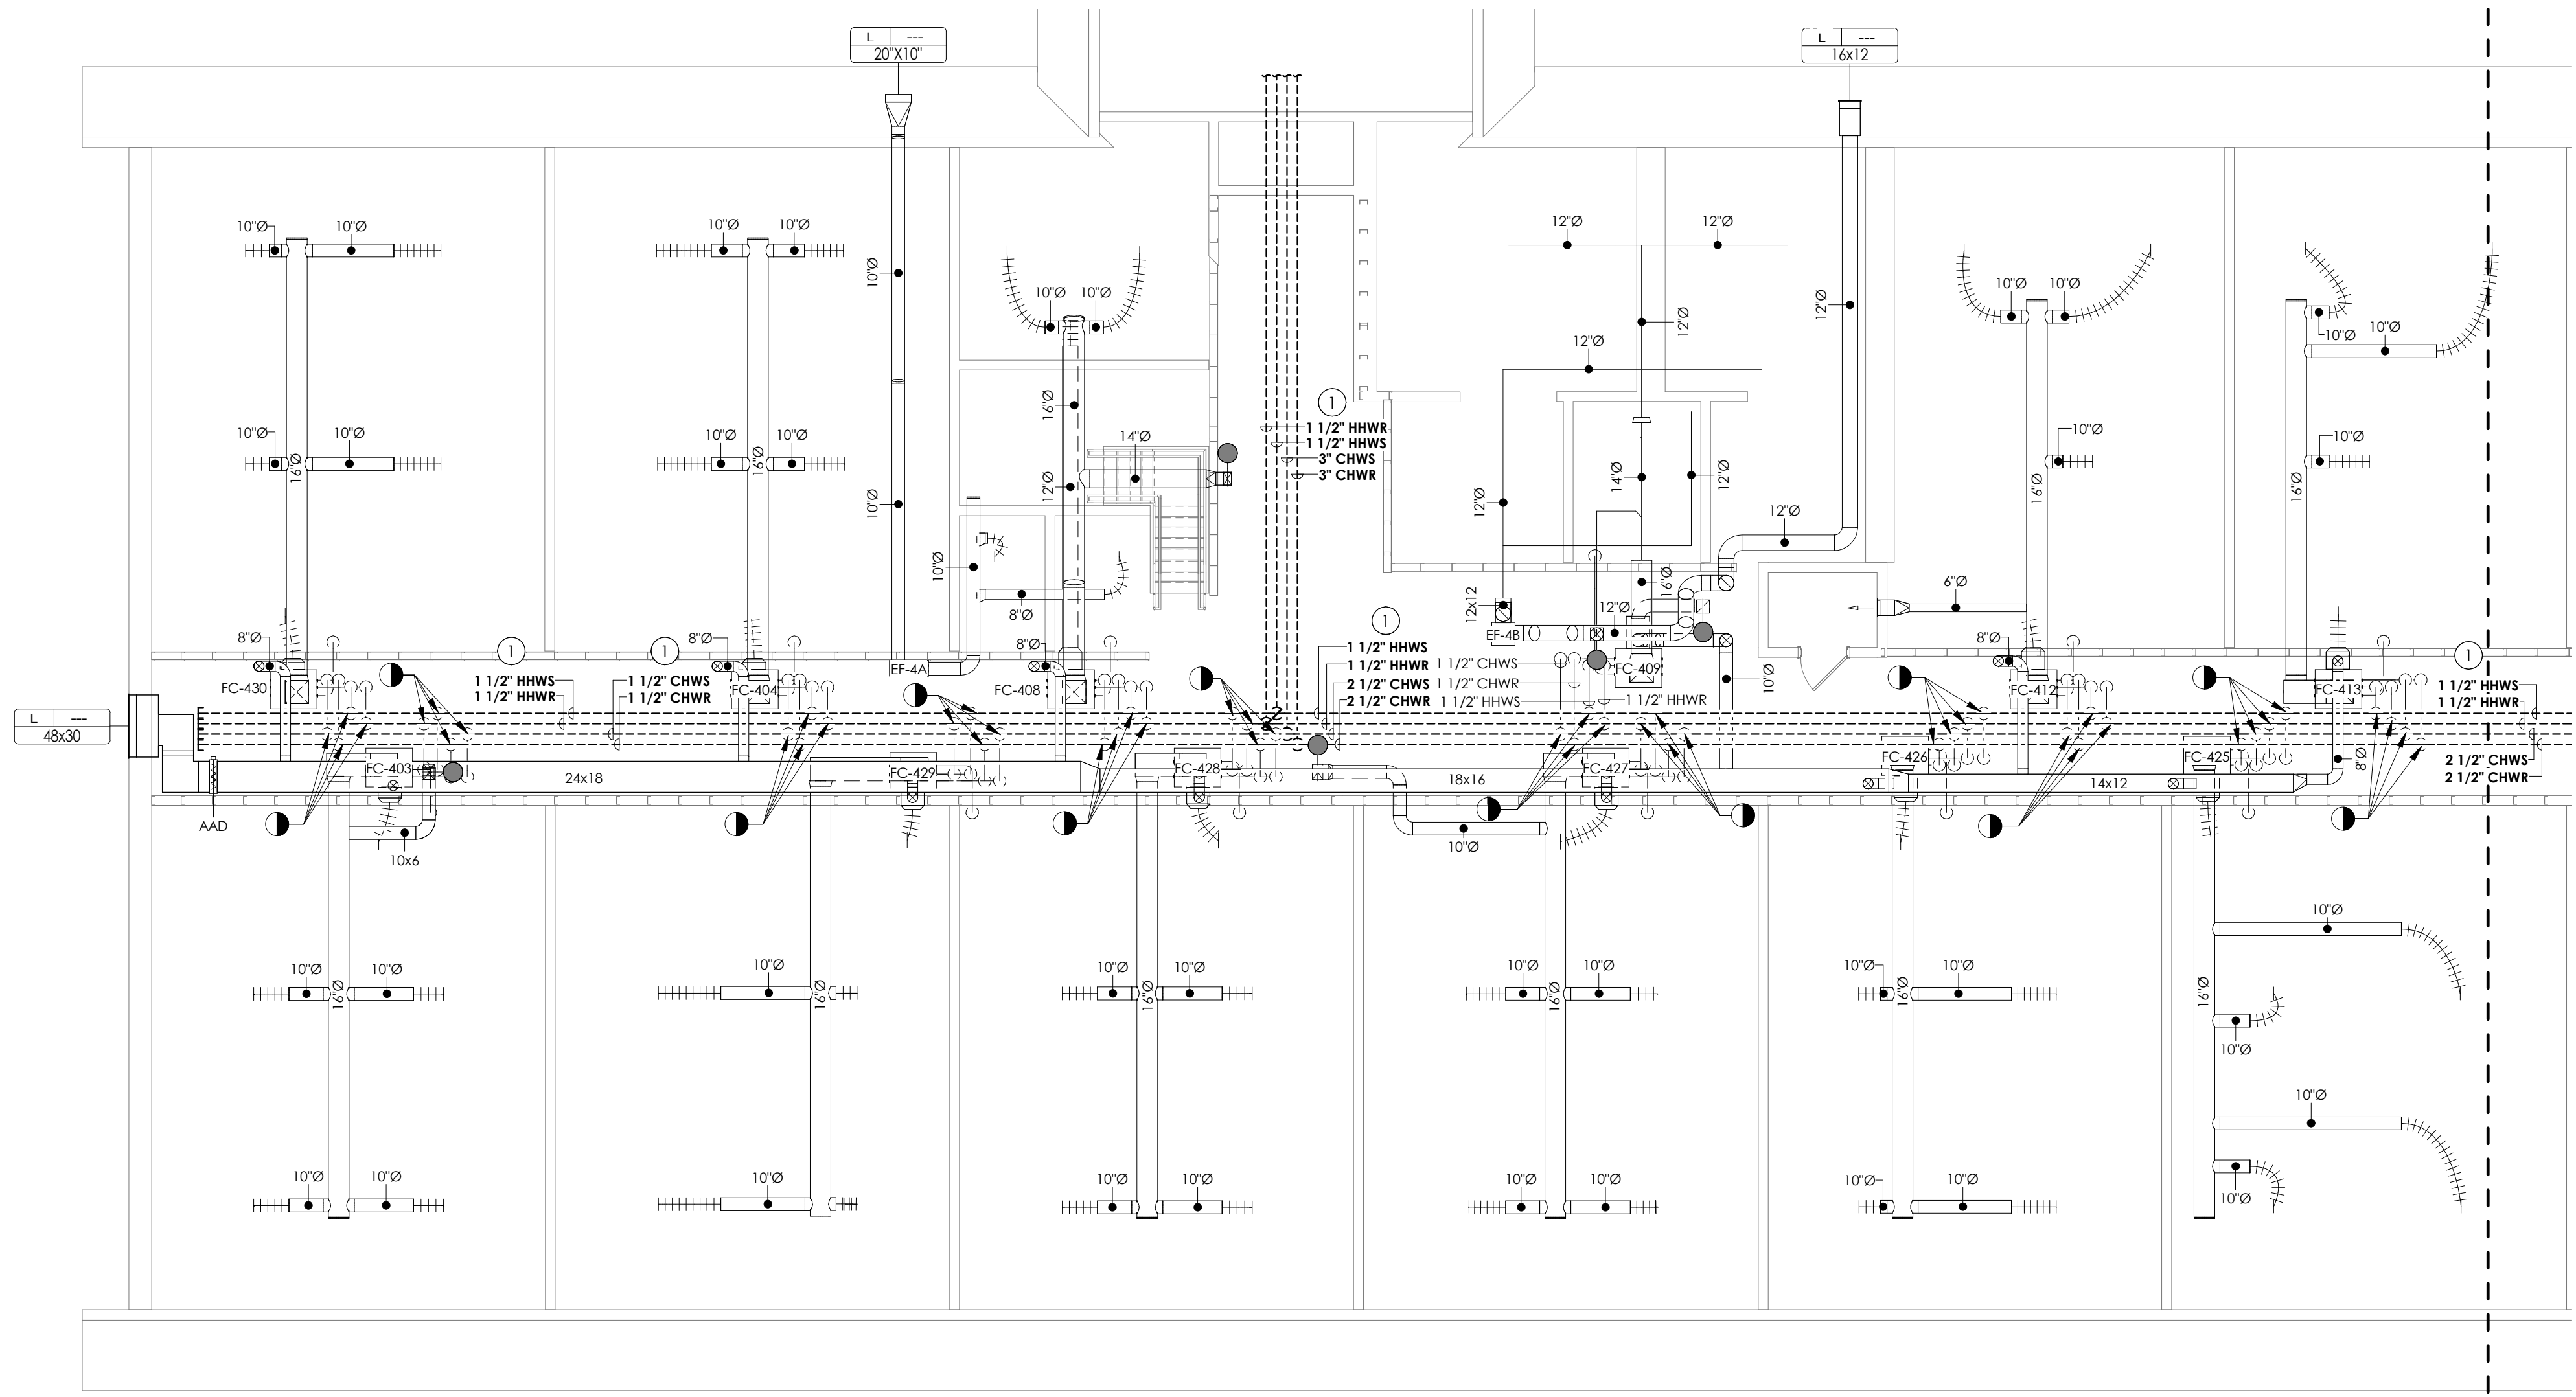 L ---
20"X10"
L ---
16x12
10"Ø
10"Ø
10"Ø
10"Ø
12"Ø
12"Ø
10"Ø
10"Ø
10"Ø
10"Ø
10"Ø
12"Ø
12"Ø
10"Ø
10"Ø
12"Ø
16"Ø
1
10"Ø
10"Ø
10"Ø
10"Ø
14"Ø
1 1/2" HHWR
1 1/2" HHWS
3" CHWS
3" CHWR
10"Ø
10"Ø
16"Ø
16"Ø
10"Ø
12"Ø
12"Ø
14"Ø
12"Ø
12"Ø
16"Ø
16"Ø
10"Ø
8"Ø
12x12
12"Ø
16"Ø
6"Ø
8"Ø
1
1
8"Ø
EF-4A
8"Ø
1
EF-4B
8"Ø
1
FC-430
1 1/2" HHWS
1 1/2" HHWR
1 1/2" CHWS
1 1/2" CHWR
FC-404
FC-408
1 1/2" HHWS
1 1/2" HHWR
2 1/2" CHWS
2 1/2" CHWR
1 1/2" CHWS
1 1/2" CHWR
1 1/2" HHWS
1 1/2" HHWR
FC-409
10"Ø
FC-412
FC-413
1 1/2" HHWS
1 1/2" HHWR
L ---
48x30
FC-403
24x18
FC-429
FC-428
18x16
FC-427
FC-426
14x12
FC-425
8"Ø
2 1/2" CHWS
2 1/2" CHWR
AAD
10x6
10"Ø
10"Ø
10"Ø
16"Ø
10"Ø
16"Ø
10"Ø
10"Ø
16"Ø
10"Ø
10"Ø
16"Ø
10"Ø
10"Ø
16"Ø
16"Ø
10"Ø
10"Ø
10"Ø
10"Ø
10"Ø
10"Ø
10"Ø
10"Ø
10"Ø
10"Ø
10"Ø
10"Ø